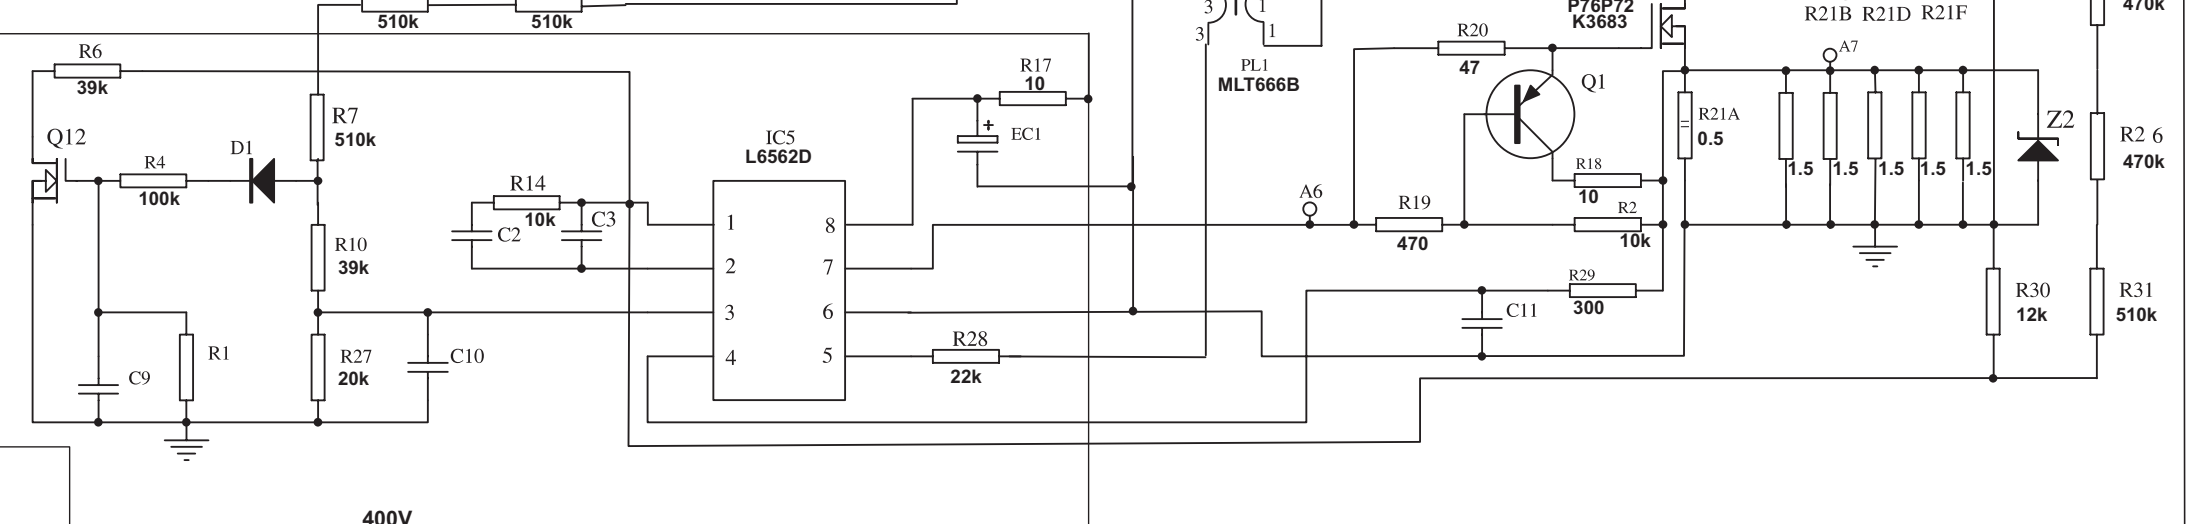 510k
510k
3
1
P76P72
K3683
R21B R21D R21F
470k
R6
39k
R17
10
3
1
PL1
MLT666B
R20
47
A7
Q1
Q12
R7
510k
D1
R4
100k
EC1
+
IC5
L6562D
R21A
0.5
=
1.5
1.5
1.5
1.5
1.5
Z2
R2 6
470k
R14
10k
C2
C3
1
2
3
4
8
7
6
5
A6
R18
10
R19
470
R2
10k
R10
39k
R29
300
C11
R30
12k
R31
510k
R28
22k
R1
C9
R27
20k
C10
400V